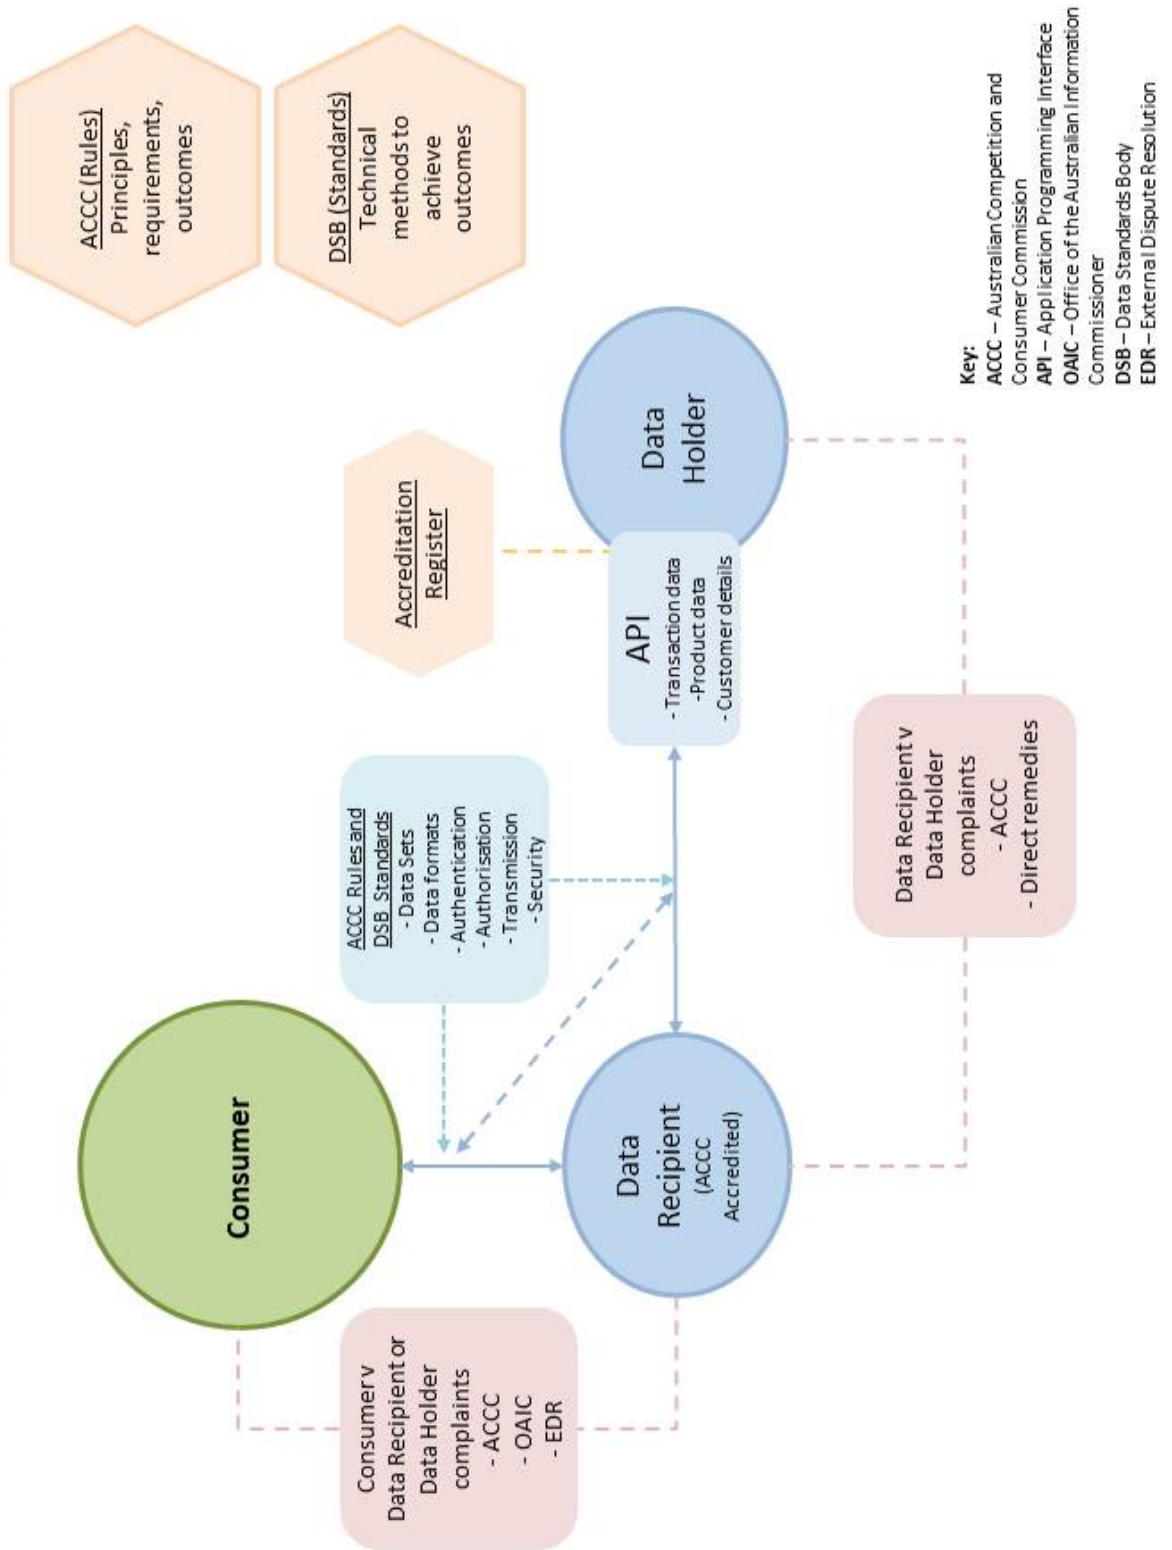 ACCC (Rules)
Principles,
requirements,
outcomes
DSB (Standards)
Technical
methods to
achieve
outcomes
Accreditation
Register
Consumer
ACCC Rules and
DSB Standards
- Data Sets
- Data formats
- Authentication
- Authorisation
- Transmission
- Security
Consumer v
Data Recipient or
Data Holder
complaints
- ACCC
- OAIC
- EDR
Data
Recipient
(ACCC
Accredited)
API
- Transaction data
-Product data
- Customer details
Data
Holder
Data Recipient v
Data Holder
complaints
- ACCC
- Direct remedies
Key:
ACCC – Australian Competition and
Consumer Commission
API – Application Programming Interface
OAIC – Office of the Australian Information
Commissioner
DSB – Data Standards Body
EDR – External Dispute Resolution